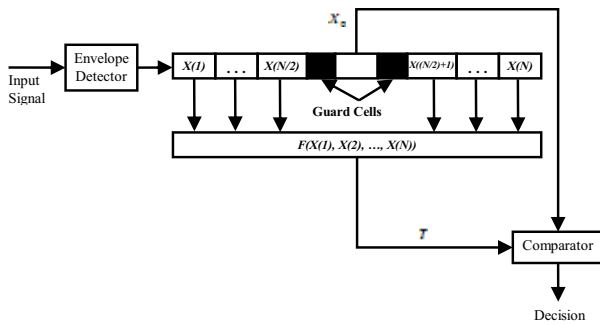 X₀
Input
Signal
Envelope
Detector
X(1)
...
X(N/2)
X((N/2)+1)
...
X(N)
Guard Cells
F(X(1), X(2), ..., X(N))
T
Comparator
Decision